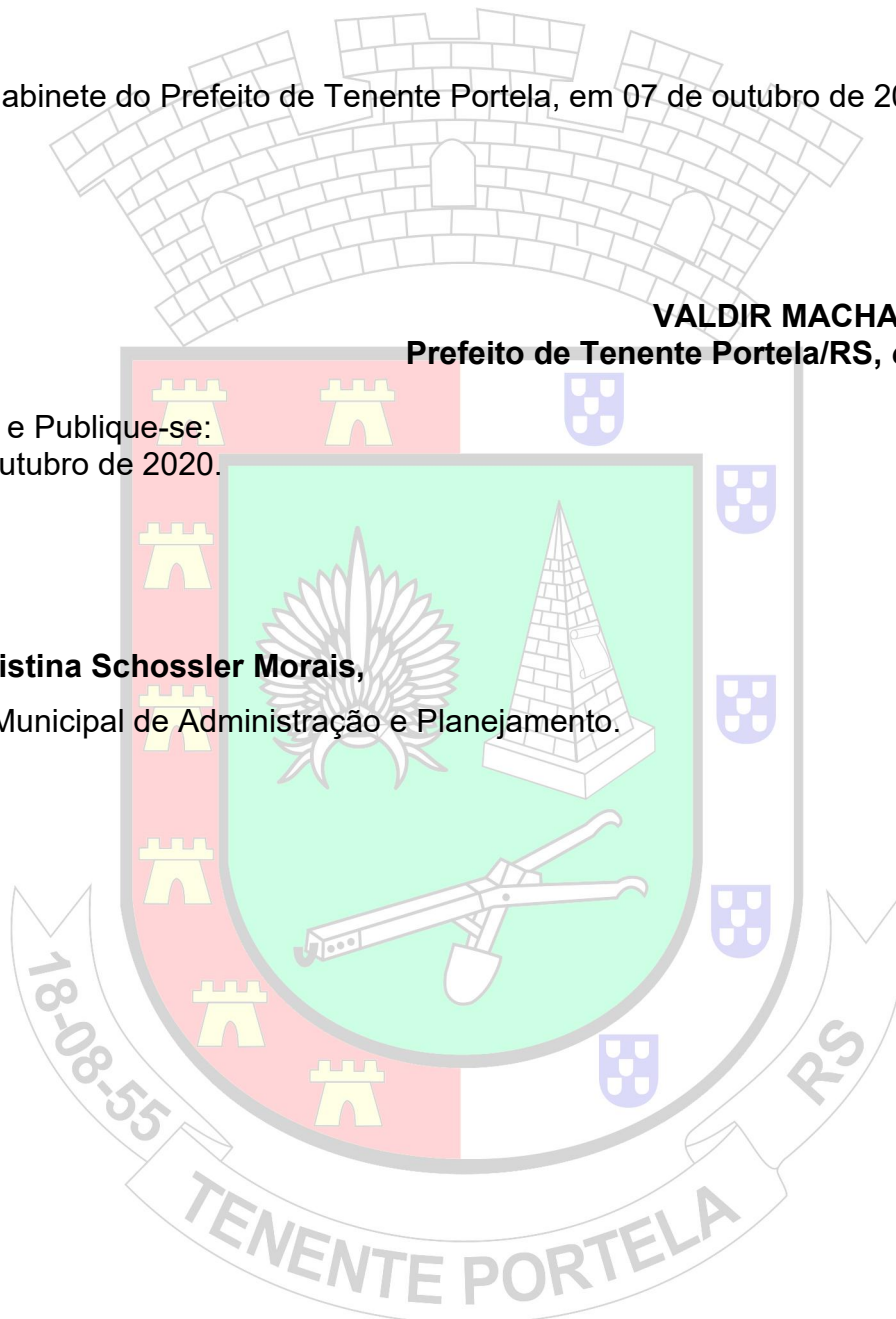 abinete do Prefeito de Tenente Portela, em 07 de outubro de 20
VALDIR MACHA
Prefeito de Tenente Portela/RS,
e Publique-se:
utubro de 2020.
istina Schossler Morais,
Municipal de Administração e Planejamento.
18-08-55
TENENTE PORTELA
RS